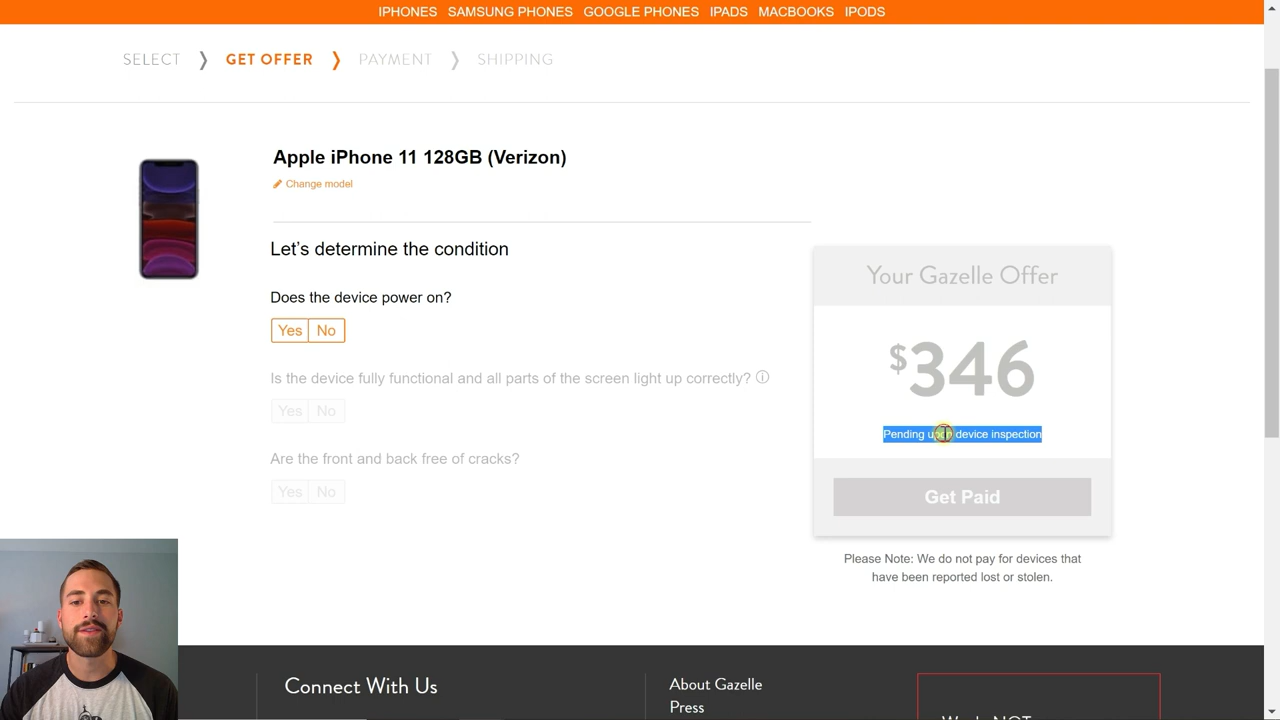 IPHONES SAMSUNG PHONES GOOGLE PHONES IPADS MACBOOKS IPODS
SELECT GET OFFER PAYMENT SHIPPING
Apple iPhone 11 128GB (Verizon)
Change model
Let's determine the condition
Does the device power on?
Yes No
Is the device fully functional and all parts of the screen light up correctly?
Yes No
Are the front and back free of cracks?
Yes No
Your Gazelle Offer
$346
Pending upon device inspection
Get Paid
Please Note: We do not pay for devices that
have been reported lost or stolen.
Connect With Us
About Gazelle
Press